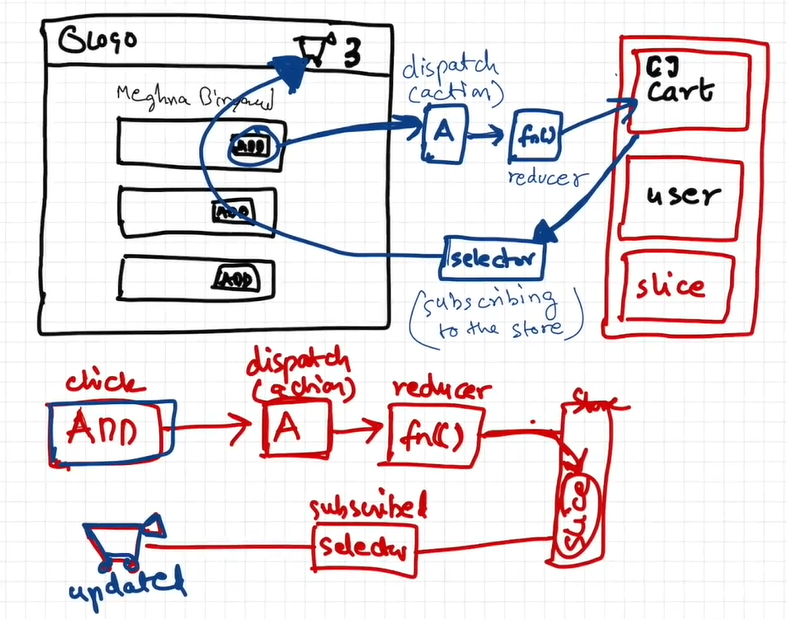 LOGO
3
Meghna Birgaud
ADD
ADD
ADD
dispatch
(action)
A
fn()
reducer
cart
user
slice
selector
(subscribing
to the store)
click
ADD
dispatch
(action)
A
reducer
fn()
Store
slice
subscribed
selector
updated